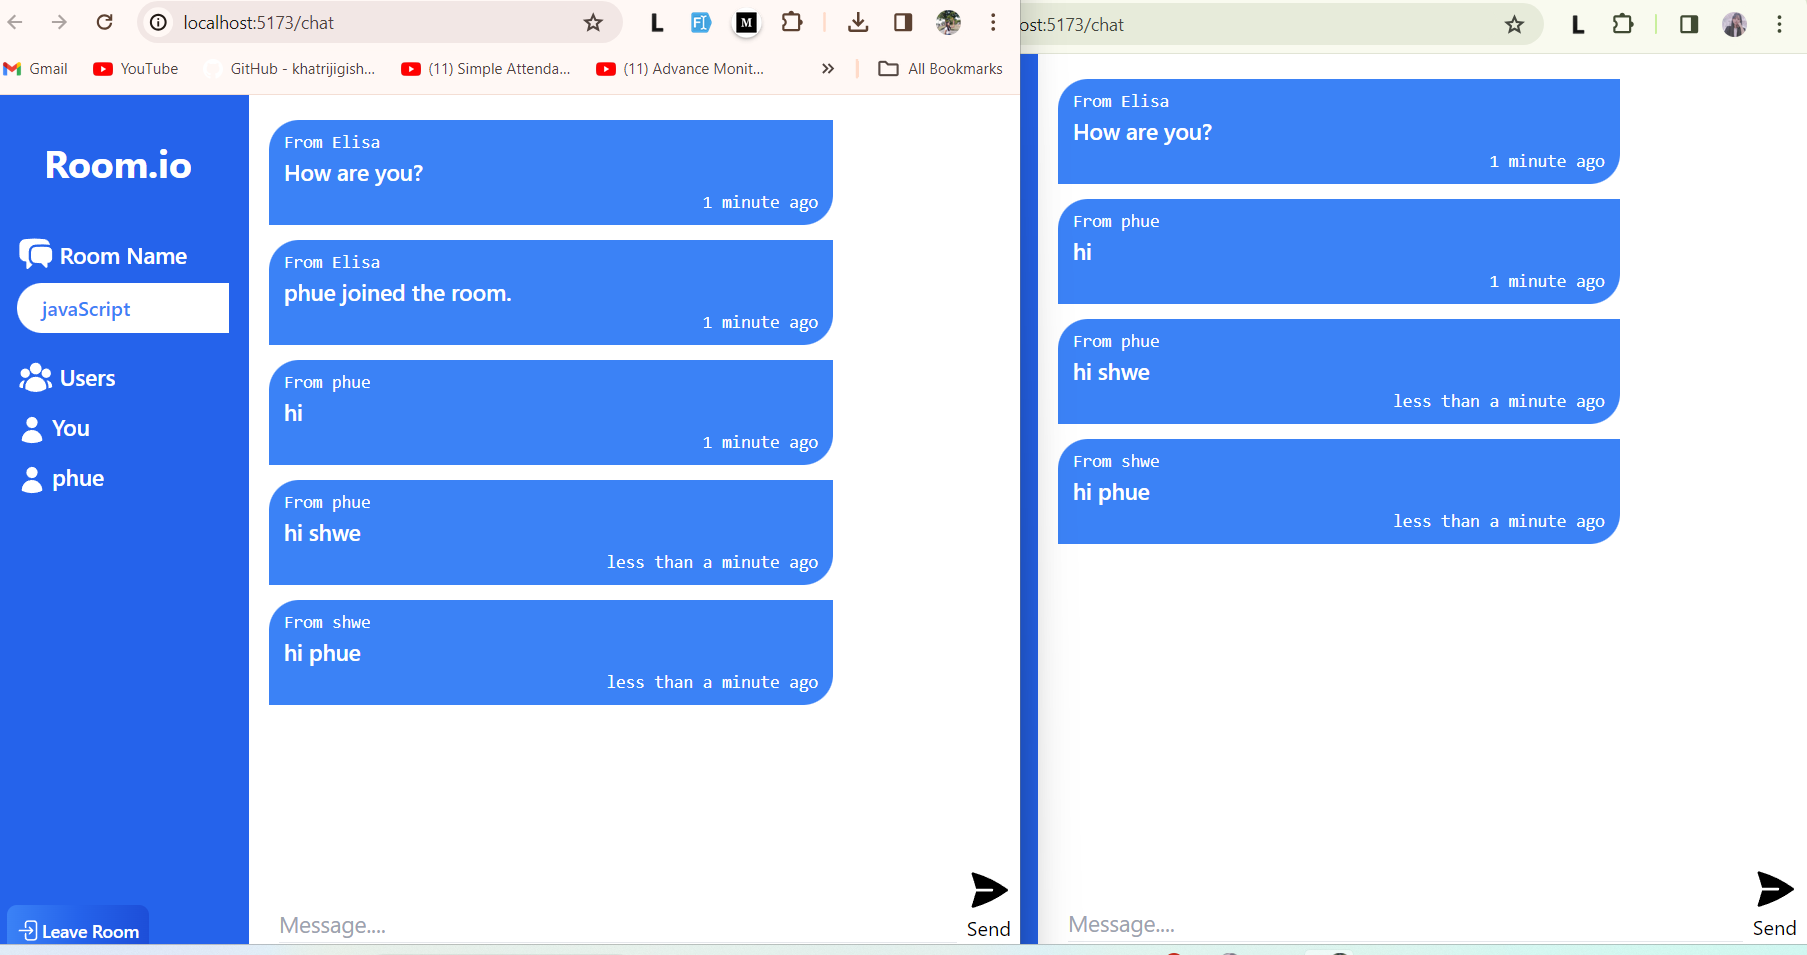 localhost:5173/chat
Gmail
YouTube
GitHub - khatrijigish...
(11) Simple Attenda...
(11) Advance Monit...
All Bookmarks
Room.io
Room Name
javaScript
Users
You
phue
Leave Room
From Elisa
How are you?
1 minute ago
From Elisa
phue joined the room.
1 minute ago
From phue
hi
1 minute ago
From phue
hi shwe
less than a minute ago
From shwe
hi phue
less than a minute ago
Message....
Send
ost:5173/chat
From Elisa
How are you?
1 minute ago
From phue
hi
1 minute ago
From phue
hi shwe
less than a minute ago
From shwe
hi phue
less than a minute ago
Message....
Send